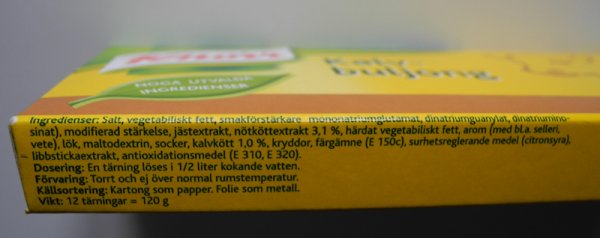 Knorr
Kalv-
buljong
NOGA UTVALDA
INGREDIENSER
Ingredienser: Salt, vegetabiliskt fett, smakförstärkare mononatriumglutamat, dinatriumguanylat, dinatriumino-
sinat), modifierad stärkelse, jästextrakt, nötköttextrakt 3,1 %, härdat vegetabiliskt fett, arom (med bl.a. selleri,
vete), lök, maltodextrin, socker, kalvkött 1,0 %, kryddor, färgämne (E 150c), surhetsreglerande medel (citronsyra),
libbstickaextrakt, antioxidationsmedel (E 310, E 320).
Dosering: En tärning löses i 1/2 liter kokande vatten.
Förvaring: Torrt och ej över normal rumstemperatur.
Källsortering: Kartong som papper. Folie som metall.
Vikt: 12 tärningar = 120 g